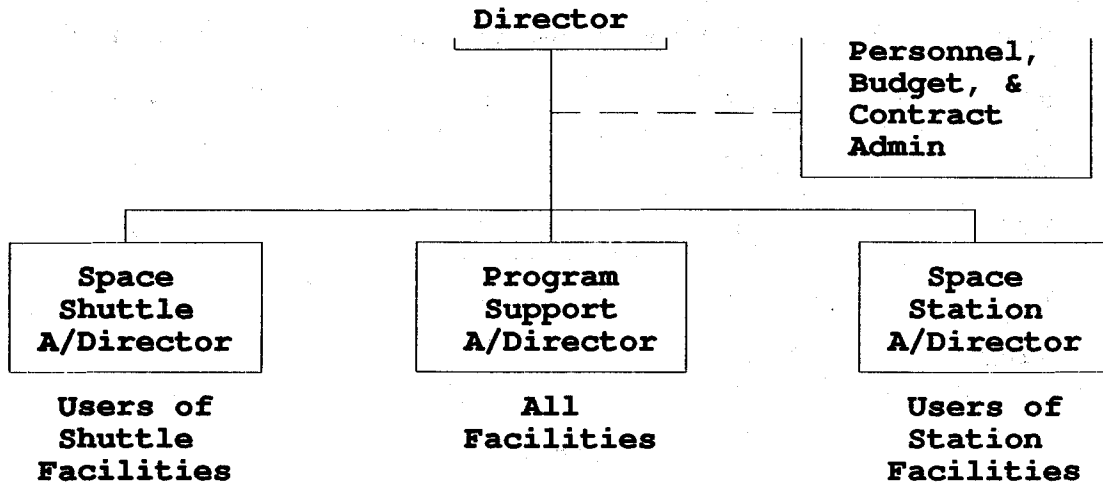 Director
Personnel,
Budget, &
Contract
Admin
Space
Shuttle
A/Director
Program
Support
A/Director
Space
Station
A/Director
Users of
Shuttle
Facilities
All
Facilities
Users of
Station
Facilities